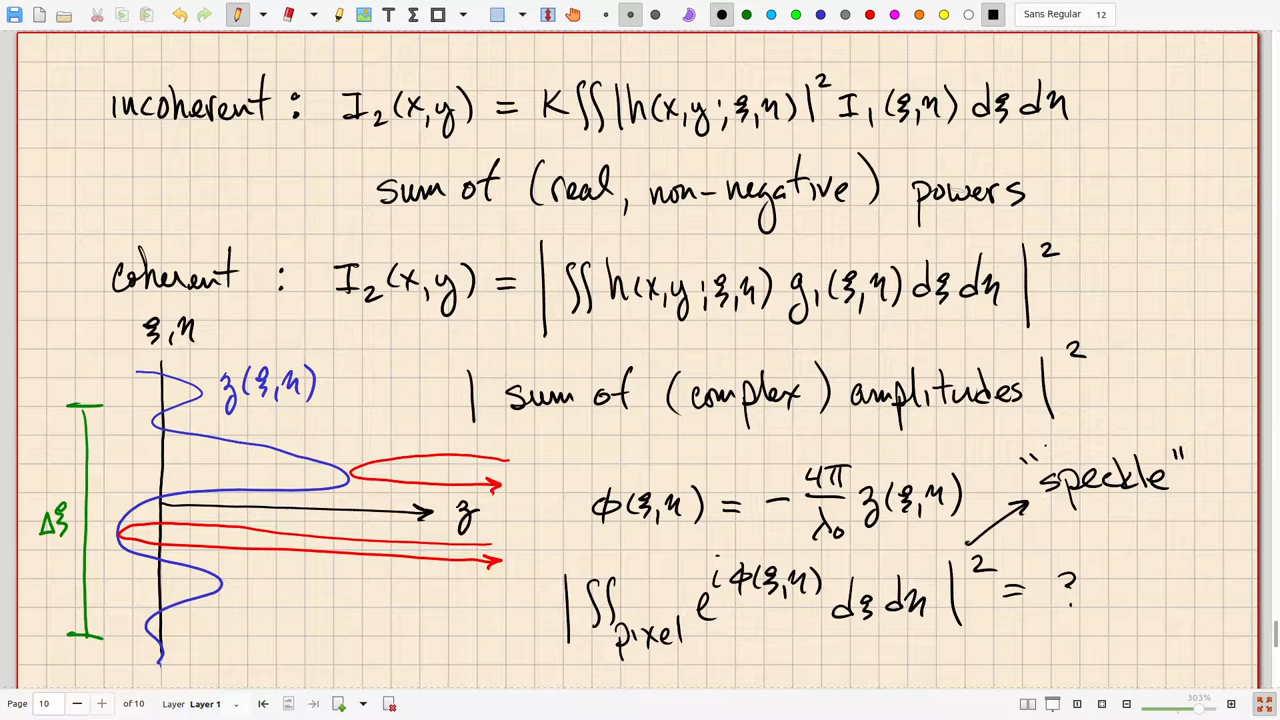 Sans Regular 12
incoherent : I₂(x,y) = K∬|h(x,y;ξ,η)|² I₁(ξ,η) dξ dη
sum of (real, non-negative) powers
coherent : I₂(x,y) = |∬ h(x,y;ξ,η) g₁(ξ,η) dξ dη|²
ξ,η
z(ξ,η)
| sum of (complex) amplitudes |²
"speckle"
ϕ(ξ,η) = - 4π/λ₀ z(ξ,η)
z
Δξ
|∬pixel e^{iϕ(ξ,η)} dξ dη|² = ?
Page 10 of 10 Layer Layer 1 303%